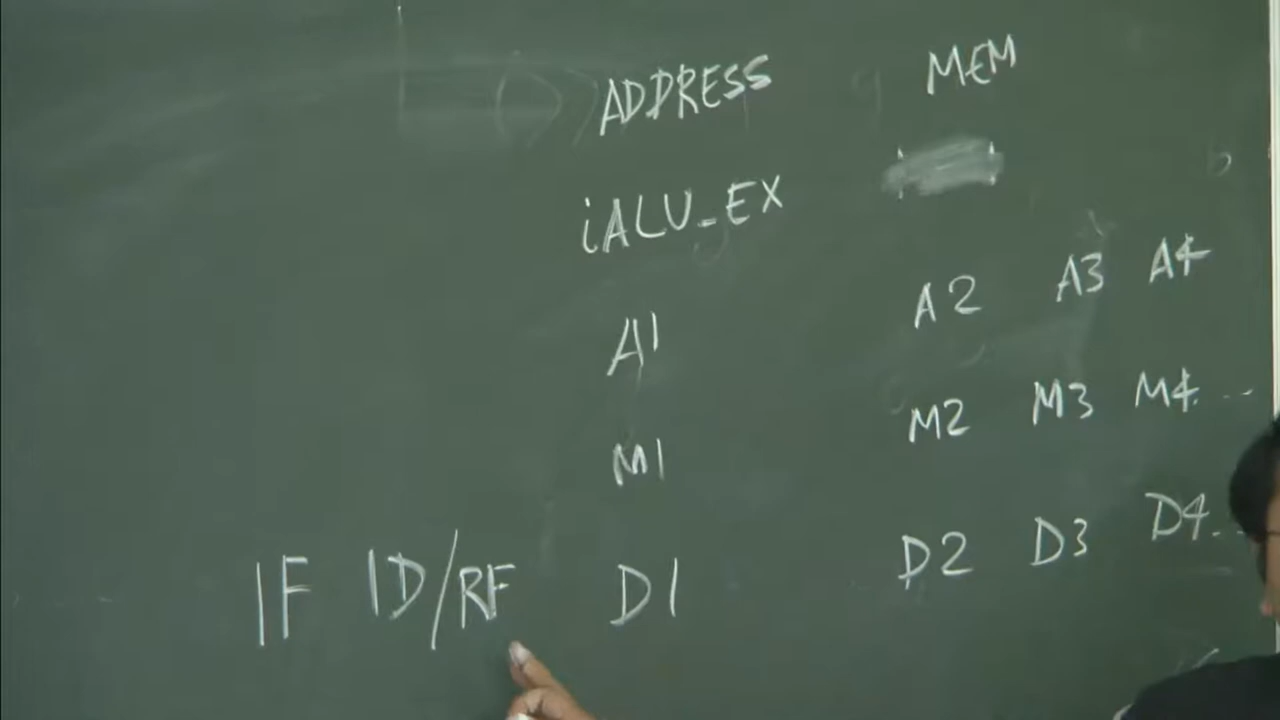 ADDRESS MEM
iALU_EX
A1 A2 A3 A4
M1 M2 M3 M4...
IF ID/RF D1 D2 D3 D4...